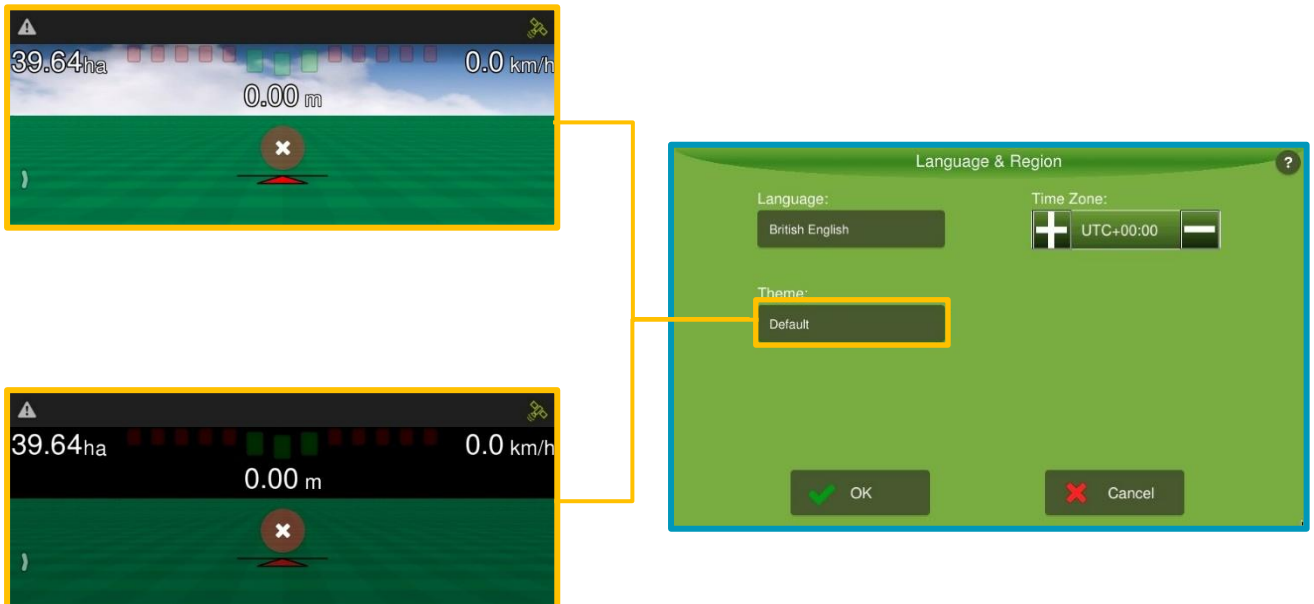 39.64ha
0.0 km/h
0.00 m
39.64ha
0.0 km/h
0.00 m
Language & Region
?
Language:
Time Zone:
British English
UTC+00:00
Theme:
Default
OK
Cancel